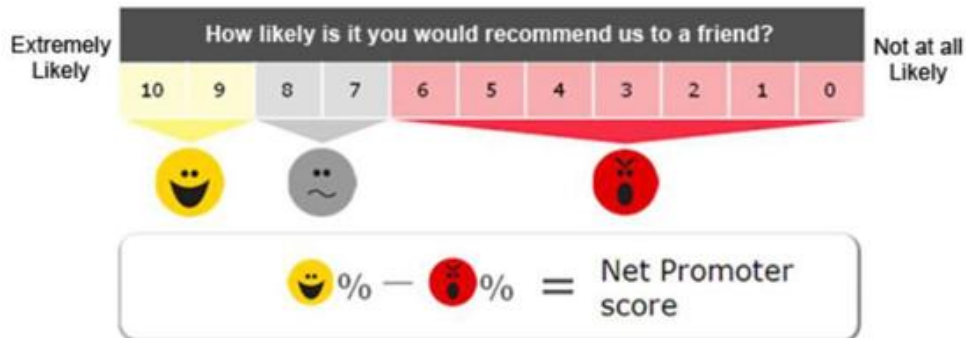 How likely is it you would recommend us to a friend?
Extremely
Likely
Not at all
Likely
10 9 8 7 6 5 4 3 2 1 0
% — % = Net Promoter
score